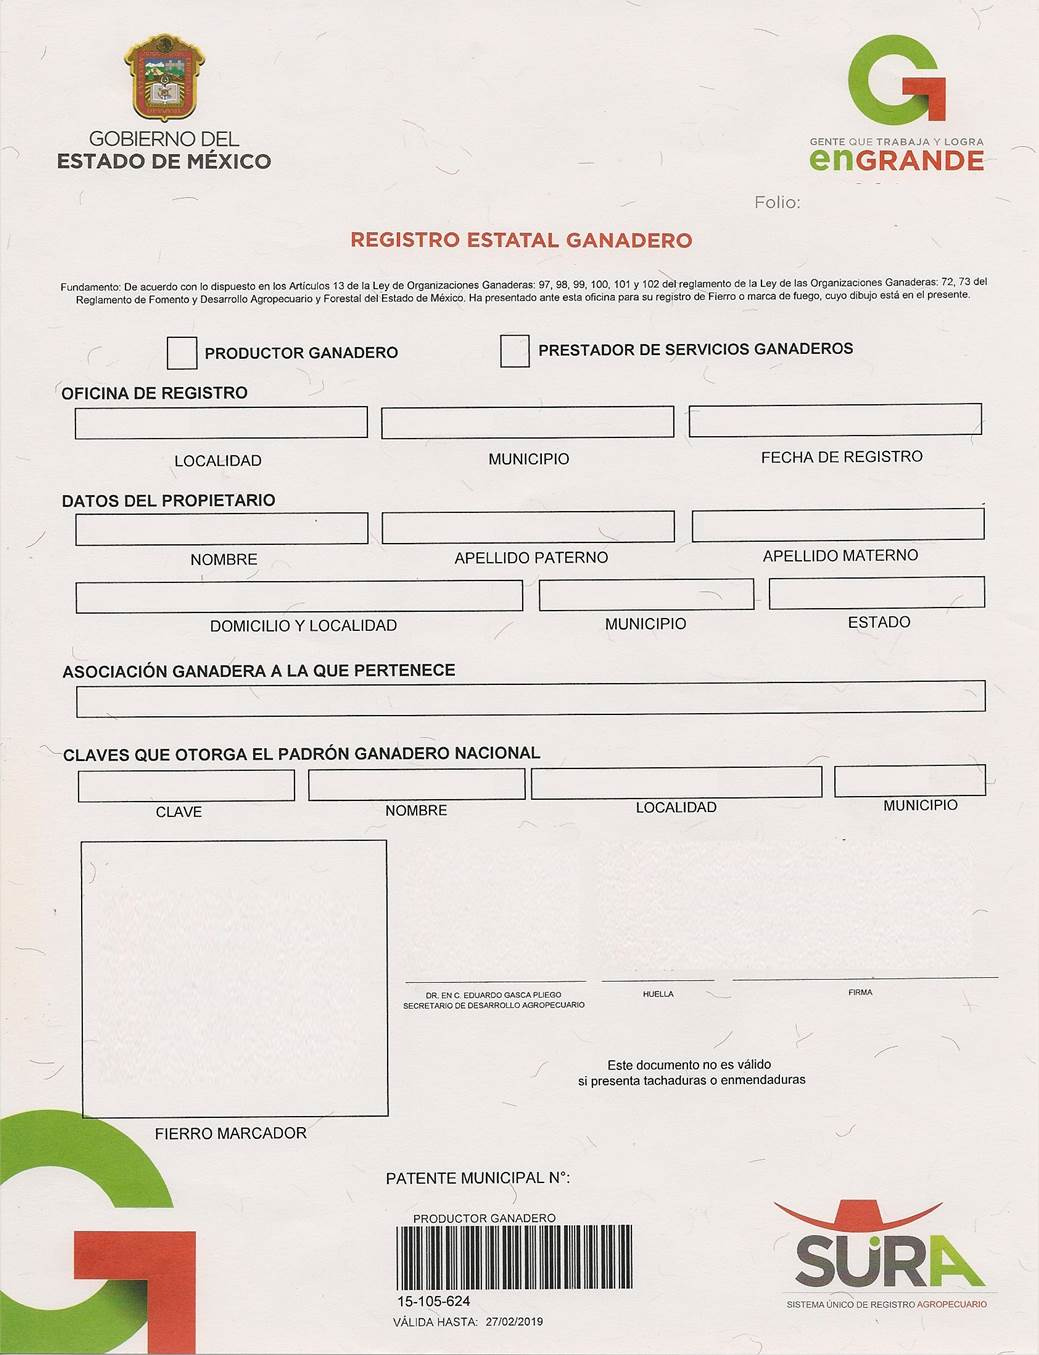 GOBIERNO DEL
ESTADO DE MÉXICO
GENTE QUE TRABAJA Y LOGRA
enGRANDE
Folio:
REGISTRO ESTATAL GANADERO
Fundamento: De acuerdo con lo dispuesto en los Artículos 13 de la Ley de Organizaciones Ganaderas: 97, 98, 99, 100, 101 y 102 del reglamento de la Ley de las Organizaciones Ganaderas: 72, 73 del
Reglamento de Fomento y Desarrollo Agropecuario y Forestal del Estado de México. Ha presentado ante esta oficina para su registro de Fierro o marca de fuego, cuyo dibujo está en el presente.
PRODUCTOR GANADERO
PRESTADOR DE SERVICIOS GANADEROS
OFICINA DE REGISTRO
LOCALIDAD
MUNICIPIO
FECHA DE REGISTRO
DATOS DEL PROPIETARIO
NOMBRE
APELLIDO PATERNO
APELLIDO MATERNO
DOMICILIO Y LOCALIDAD
MUNICIPIO
ESTADO
ASOCIACIÓN GANADERA A LA QUE PERTENECE
CLAVES QUE OTORGA EL PADRÓN GANADERO NACIONAL
CLAVE
NOMBRE
LOCALIDAD
MUNICIPIO
DR. EN C. EDUARDO GASCA PLIEGO
SECRETARIO DE DESARROLLO AGROPECUARIO
HUELLA
FIRMA
Este documento no es válido
si presenta tachaduras o enmendaduras
FIERRO MARCADOR
PATENTE MUNICIPAL N°:
PRODUCTOR GANADERO
15-105-624
VÁLIDA HASTA: 27/02/2019
SURA
SISTEMA ÚNICO DE REGISTRO AGROPECUARIO